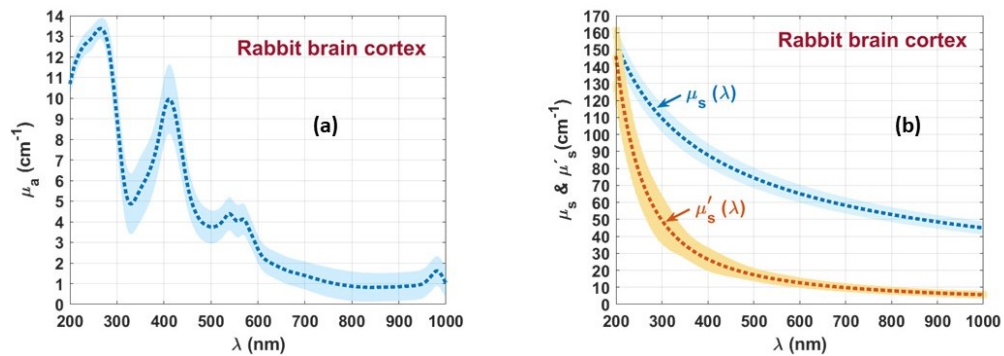 14
13
12
11
10
9
8
7
6
5
4
3
2
1
0
μa (cm-1)
Rabbit brain cortex
(a)
200 300 400 500 600 700 800 900 1000
λ (nm)
170
160
150
140
130
120
110
100
90
80
70
60
50
40
30
20
10
0
μs & μ´s(cm-1)
Rabbit brain cortex
μs (λ)
(b)
μs′ (λ)
200 300 400 500 600 700 800 900 1000
λ (nm)